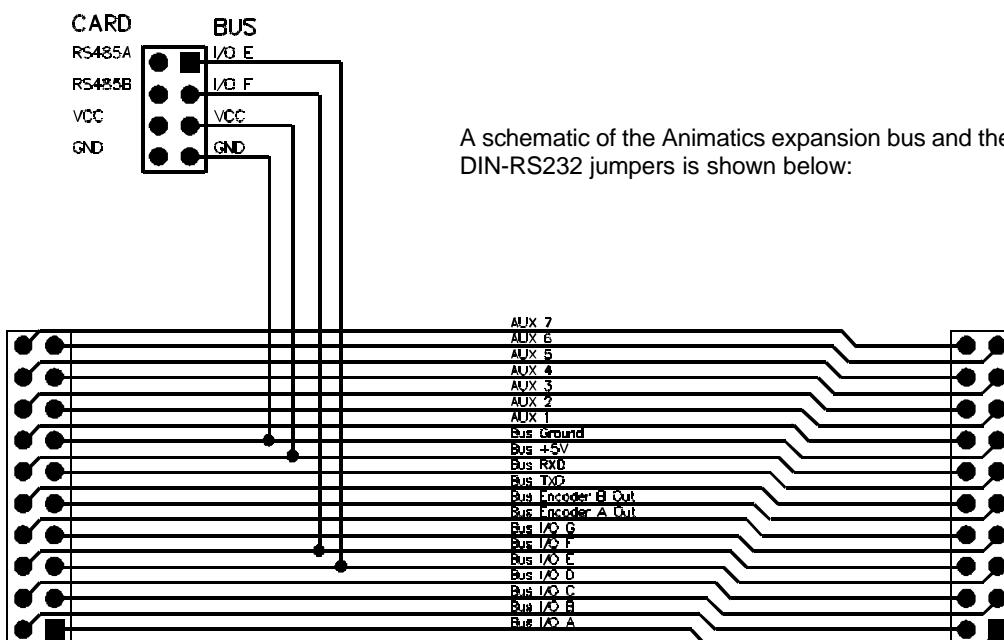 CARD BUS
RS485A I/O E
RS485B I/O F
VCC VCC
GND GND
A schematic of the Animatics expansion bus and the
DIN-RS232 jumpers is shown below:
AUX 7
AUX 6
AUX 5
AUX 4
AUX 3
AUX 2
AUX 1
Bus Ground
Bus +5V
Bus RXD
Bus TXD
Bus Encoder B Out
Bus Encoder A Out
Bus I/O G
Bus I/O F
Bus I/O E
Bus I/O D
Bus I/O C
Bus I/O B
Bus I/O A